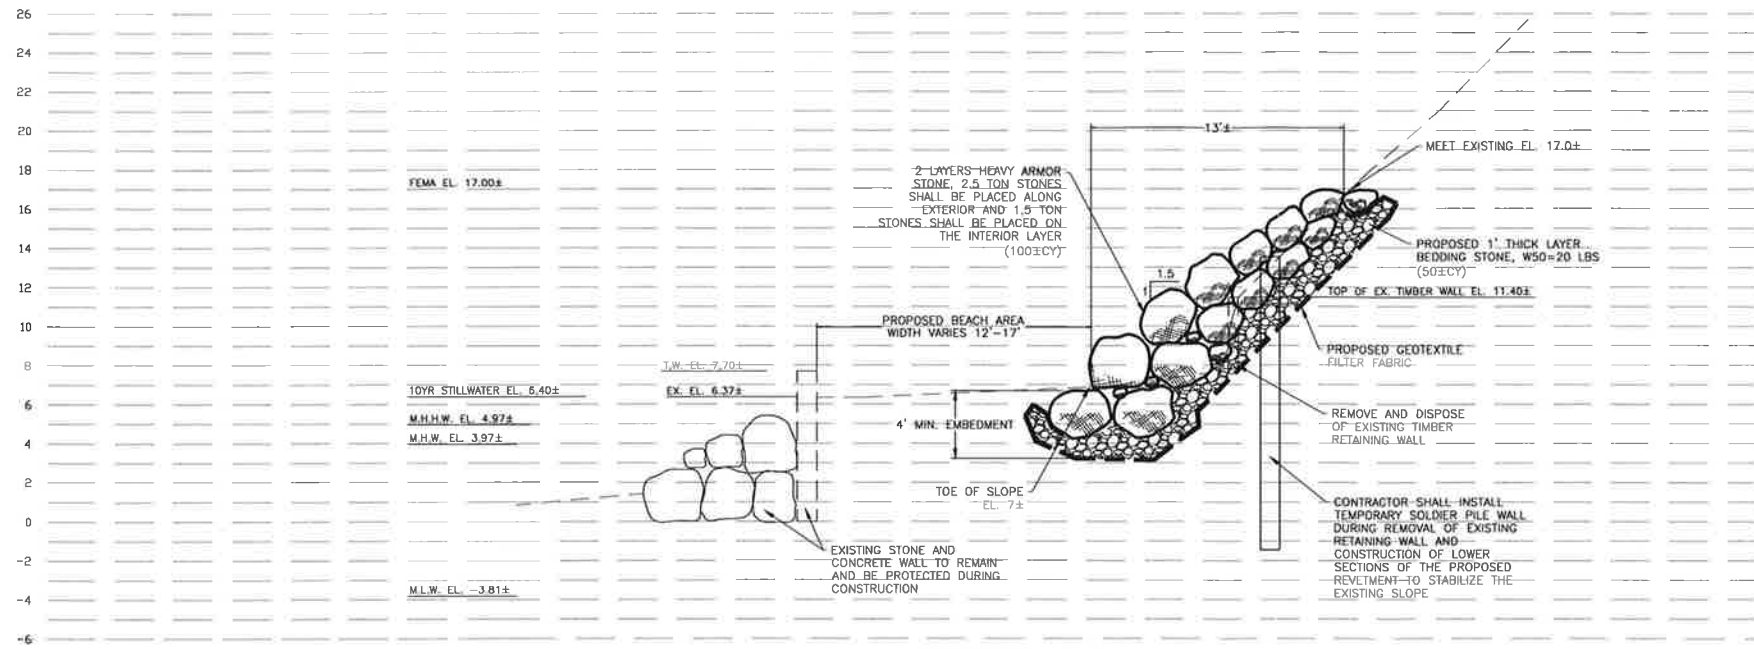 26
24
22
20
18
16
14
12
10
8
6
4
2
0
-2
-4
-6
FEMA EL. 17.00±
10YR STILLWATER EL. 6.40±
M.H.H.W. EL. 4.97±
M.H.W. EL. 3.97±
M.L.W. EL. -3.81±
T.W. EL. 7.70±
EX. EL. 6.37±
EXISTING STONE AND
CONCRETE WALL TO REMAIN
AND BE PROTECTED DURING
CONSTRUCTION
PROPOSED BEACH AREA
WIDTH VARIES 12'-17'
2 LAYERS HEAVY ARMOR
STONE, 2.5 TON STONES
SHALL BE PLACED ALONG
EXTERIOR AND 1.5 TON
STONES SHALL BE PLACED ON
THE INTERIOR LAYER
(100±CY)
4' MIN. EMBEDMENT
TOE OF SLOPE
EL. 7±
13'±
1.5
1
MEET EXISTING EL. 17.0±
PROPOSED 1' THICK LAYER
BEDDING STONE, W50=20 LBS
(50±CY)
TOP OF EX. TIMBER WALL EL. 11.40±
PROPOSED GEOTEXTILE
FILTER FABRIC
REMOVE AND DISPOSE
OF EXISTING TIMBER
RETAINING WALL
CONTRACTOR SHALL INSTALL
TEMPORARY SOLDIER PILE WALL
DURING REMOVAL OF EXISTING
RETAINING WALL AND
CONSTRUCTION OF LOWER
SECTIONS OF THE PROPOSED
REVETMENT TO STABILIZE THE
EXISTING SLOPE